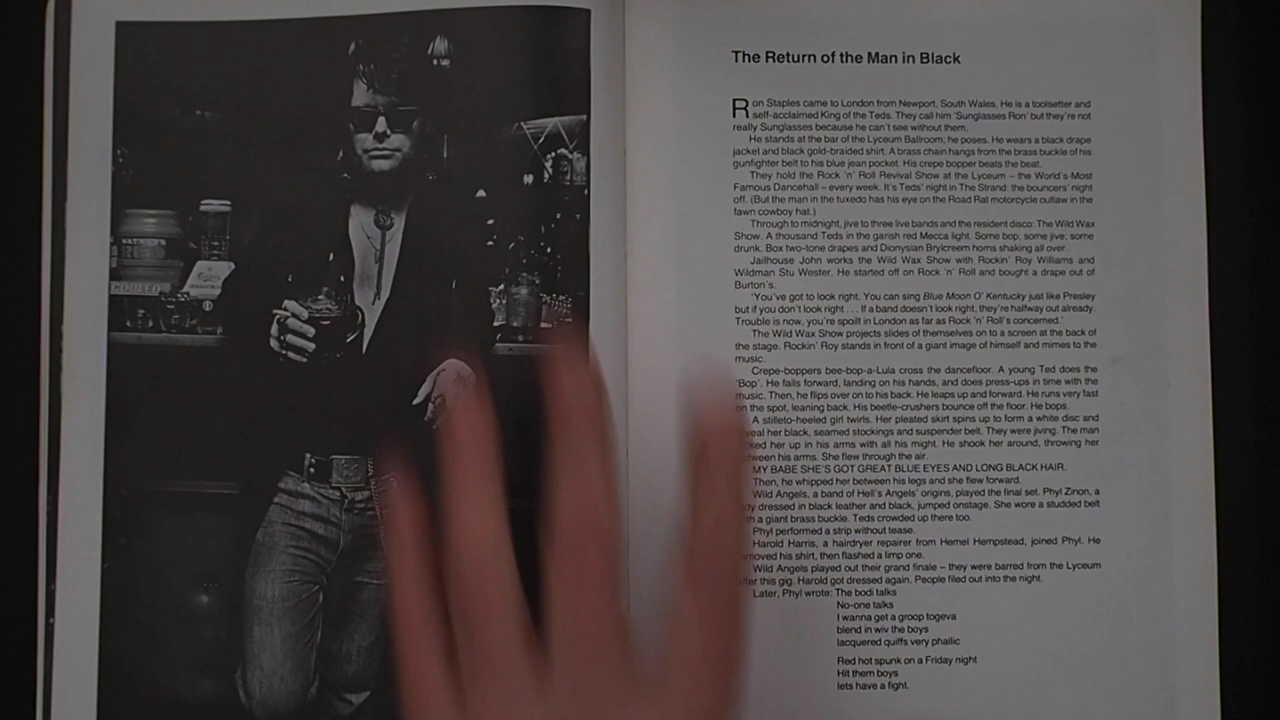 WATNEY'S
COOLED
Carlsberg
The Return of the Man in Black
Ron Staples came to London from Newport, South Wales. He is a toolsetter and
self-acclaimed King of the Teds. They call him 'Sunglasses Ron' but they're not
really Sunglasses because he can't see without them.
He stands at the bar of the Lyceum Ballroom; he poses. He wears a black drape
jacket and black gold-braided shirt. A brass chain hangs from the brass buckle of his
gunfighter belt to his blue jean pocket. His crepe bopper beats the beat.
They hold the Rock 'n' Roll Revival Show at the Lyceum – the World's-Most
Famous Dancehall – every week. It's Teds' night in The Strand: the bouncers' night
off. (But the man in the tuxedo has his eye on the Road Rat motorcycle outlaw in the
fawn cowboy hat.)
Through to midnight, jive to three live bands and the resident disco: The Wild Wax
Show. A thousand Teds in the garish red Mecca light. Some bop, some jive; some
drunk. Box two-tone drapes and Dionysian Brylcreem horns shaking all over.
Jailhouse John works the Wild Wax Show with Rockin' Roy Williams and
Wildman Stu Wester. He started off on Rock 'n' Roll and bought a drape out of
Burton's.
'You've got to look right. You can sing Blue Moon O' Kentucky just like Presley
but if you don't look right . . . If a band doesn't look right, they're halfway out already.
Trouble is now, you're spoilt in London as far as Rock 'n' Roll's concerned.'
The Wild Wax Show projects slides of themselves on to a screen at the back of
the stage. Rockin' Roy stands in front of a giant image of himself and mimes to the
music.
Crepe-boppers bee-bop-a-Lula cross the dancefloor. A young Ted does the
'Bop'. He falls forward, landing on his hands, and does press-ups in time with the
music. Then, he flips over on to his back. He leaps up and forward. He runs very fast
on the spot, leaning back. His beetle-crushers bounce off the floor. He bops.
A stilleto-heeled girl twirls. Her pleated skirt spins up to form a white disc and
her black, seamed stockings and suspender belt. They were jiving. The man
her up in his arms with all his might. He shook her around, throwing her
his arms. She flew through the air.
MY BABE SHE'S GOT GREAT BLUE EYES AND LONG BLACK HAIR.
Then, he whipped her between his legs and she flew forward.
Wild Angels, a band of Hell's Angels' origins, played the final set. Phyl Zinon, a
dressed in black leather and black, jumped onstage. She wore a studded belt
a giant brass buckle. Teds crowded up there too.
Phyl performed a strip without tease.
Harold Harris, a hairdryer repairer from Hemel Hempstead, joined Phyl. He
his shirt, then flashed a limp one.
Wild Angels played out their grand finale – they were barred from the Lyceum
this gig. Harold got dressed again. People filed out into the night.
Later, Phyl wrote: The bodi talks
No-one talks
I wanna get a groop togeva
blend in wiv the boys
lacquered quiffs very phallic
Red hot spunk on a Friday night
Hit them boys
lets have a fight.